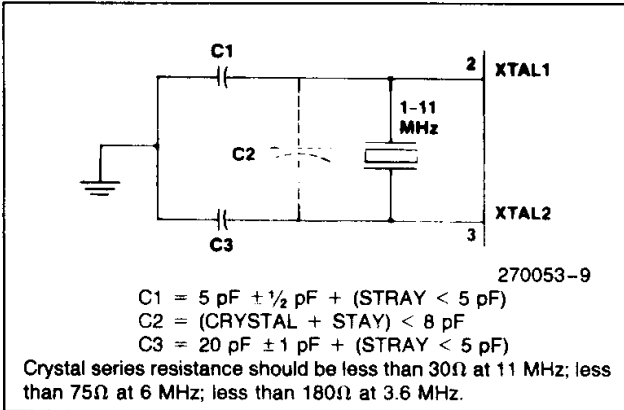 C1
2 XTAL1
1-11
MHz
C2
XTAL2
3
C3
270053-9
C1 = 5 pF ± ½ pF + (STRAY < 5 pF)
C2 = (CRYSTAL + STAY) < 8 pF
C3 = 20 pF ± 1 pF + (STRAY < 5 pF)
Crystal series resistance should be less than 30Ω at 11 MHz; less
than 75Ω at 6 MHz; less than 180Ω at 3.6 MHz.